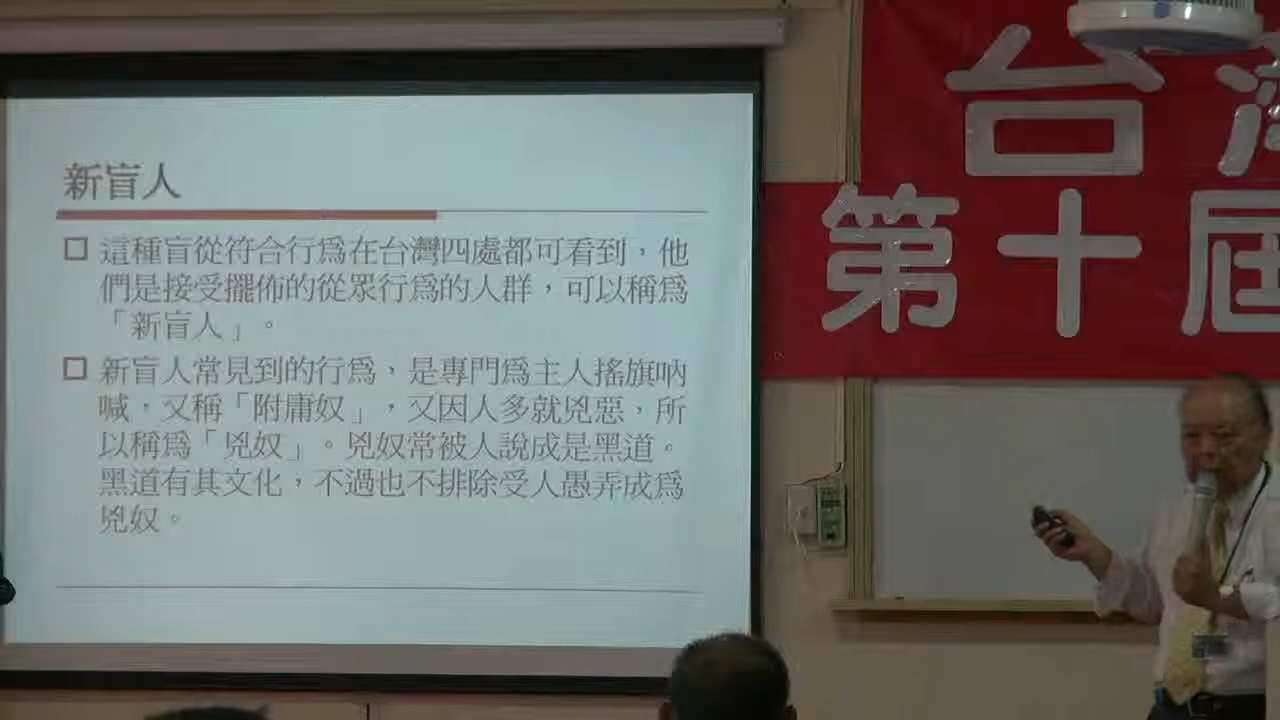 新盲人
這種盲從符合行為在台灣四處都可看到，他
們是接受擺佈的從眾行為的人群，可以稱為
「新盲人」。
新盲人常見到的行為，是專門為主人搖旗吶
喊，又稱「附庸奴」，又因人多就兇惡，所
以稱為「兇奴」。兇奴常被人說成是黑道。
黑道有其文化，不過也不排除受人愚弄成為
兇奴。
台灣
第十屆